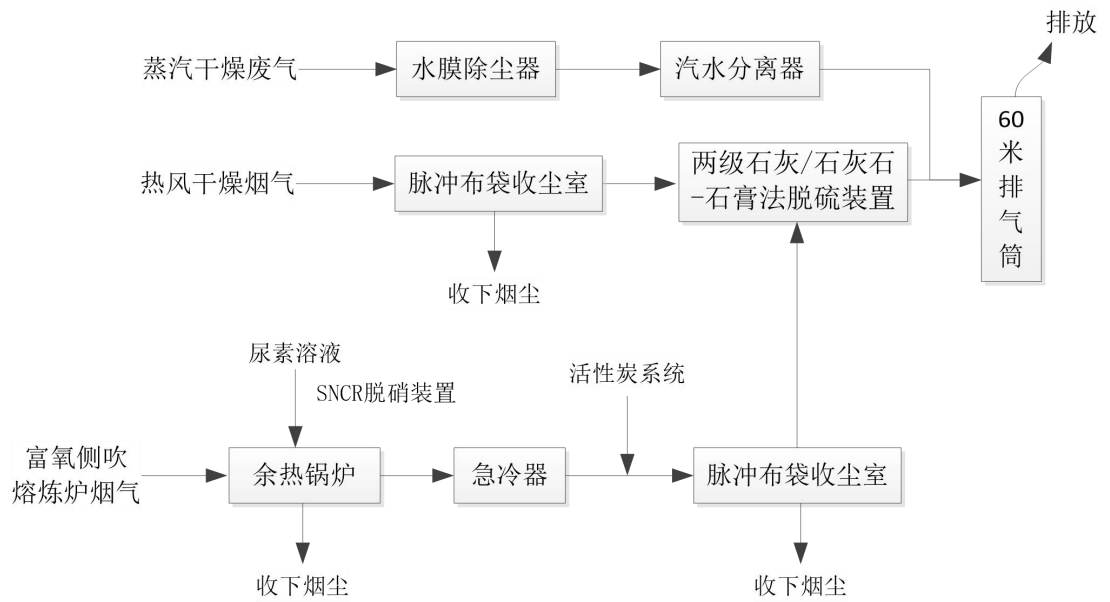 排放
蒸汽干燥废气
水膜除尘器
汽水分离器
60
米
排
气
筒
热风干燥烟气
脉冲布袋收尘室
两级石灰/石灰石
-石膏法脱硫装置
收下烟尘
尿素溶液
SNCR脱硝装置
活性炭系统
富氧侧吹
熔炼炉烟气
余热锅炉
急冷器
脉冲布袋收尘室
收下烟尘
收下烟尘